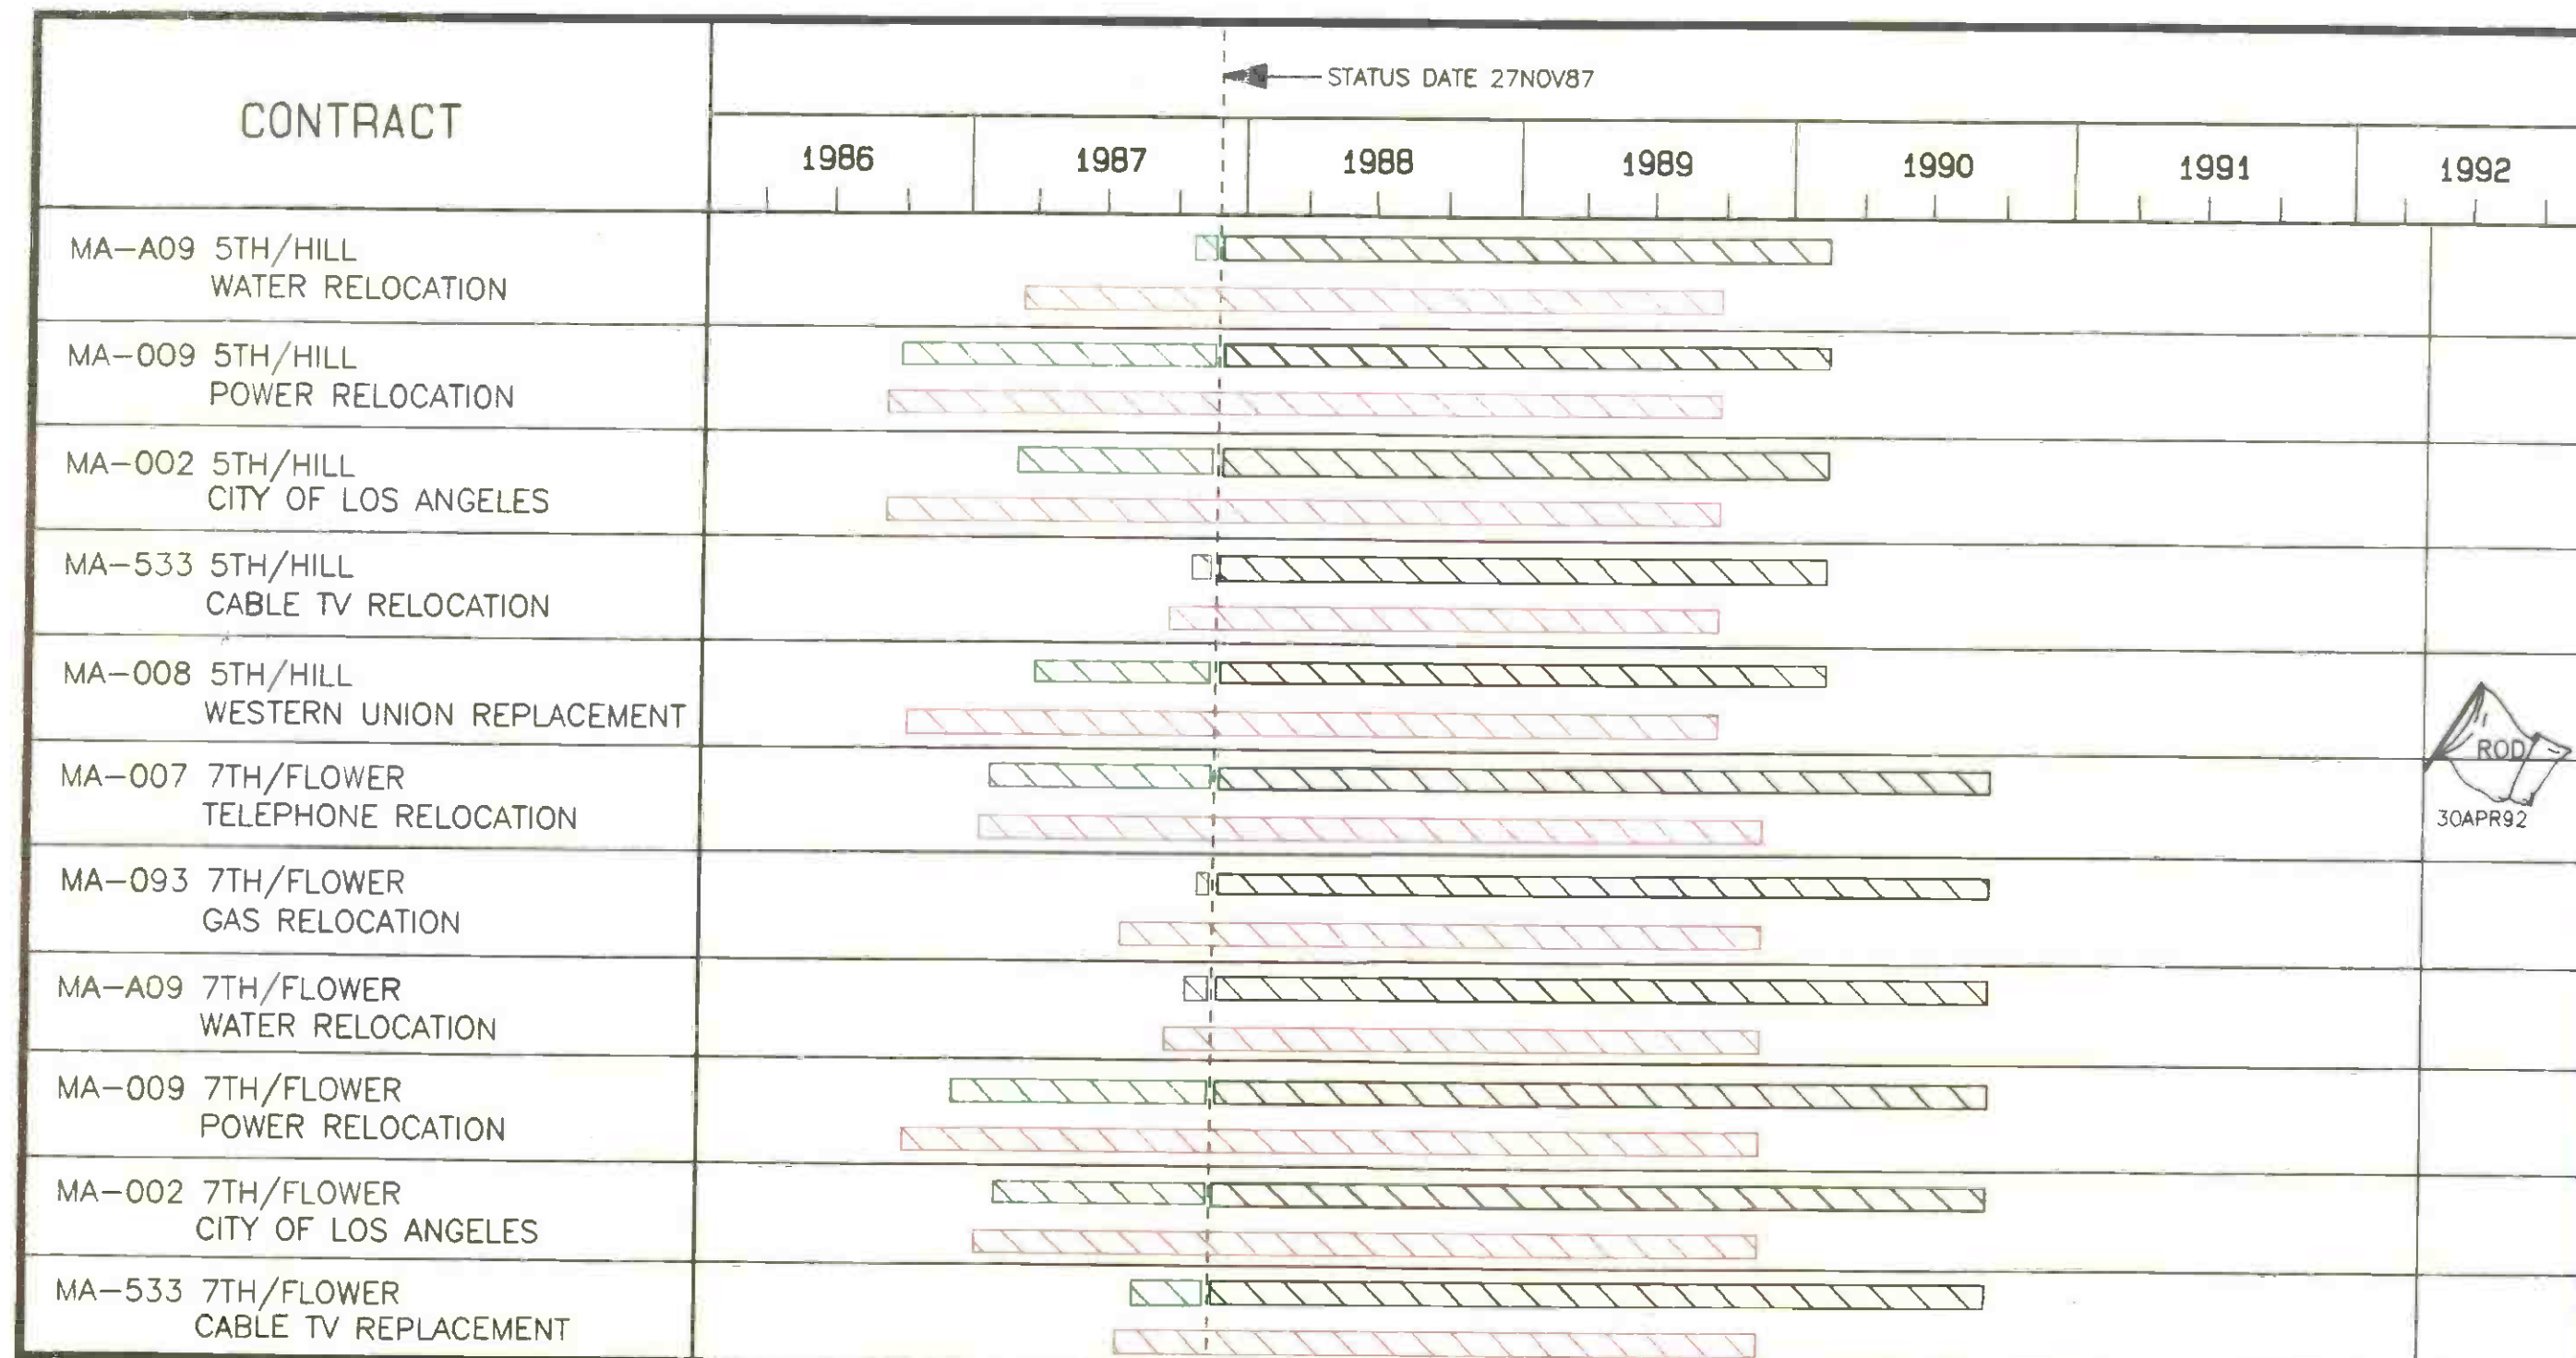 STATUS DATE 27NOV87
CONTRACT
1986 1987 1988 1989 1990 1991 1992
MA-A09 5TH/HILL
WATER RELOCATION
MA-009 5TH/HILL
POWER RELOCATION
MA-002 5TH/HILL
CITY OF LOS ANGELES
MA-533 5TH/HILL
CABLE TV RELOCATION
MA-008 5TH/HILL
WESTERN UNION REPLACEMENT
ROD
30APR92
MA-007 7TH/FLOWER
TELEPHONE RELOCATION
MA-093 7TH/FLOWER
GAS RELOCATION
MA-A09 7TH/FLOWER
WATER RELOCATION
MA-009 7TH/FLOWER
POWER RELOCATION
MA-002 7TH/FLOWER
CITY OF LOS ANGELES
MA-533 7TH/FLOWER
CABLE TV REPLACEMENT